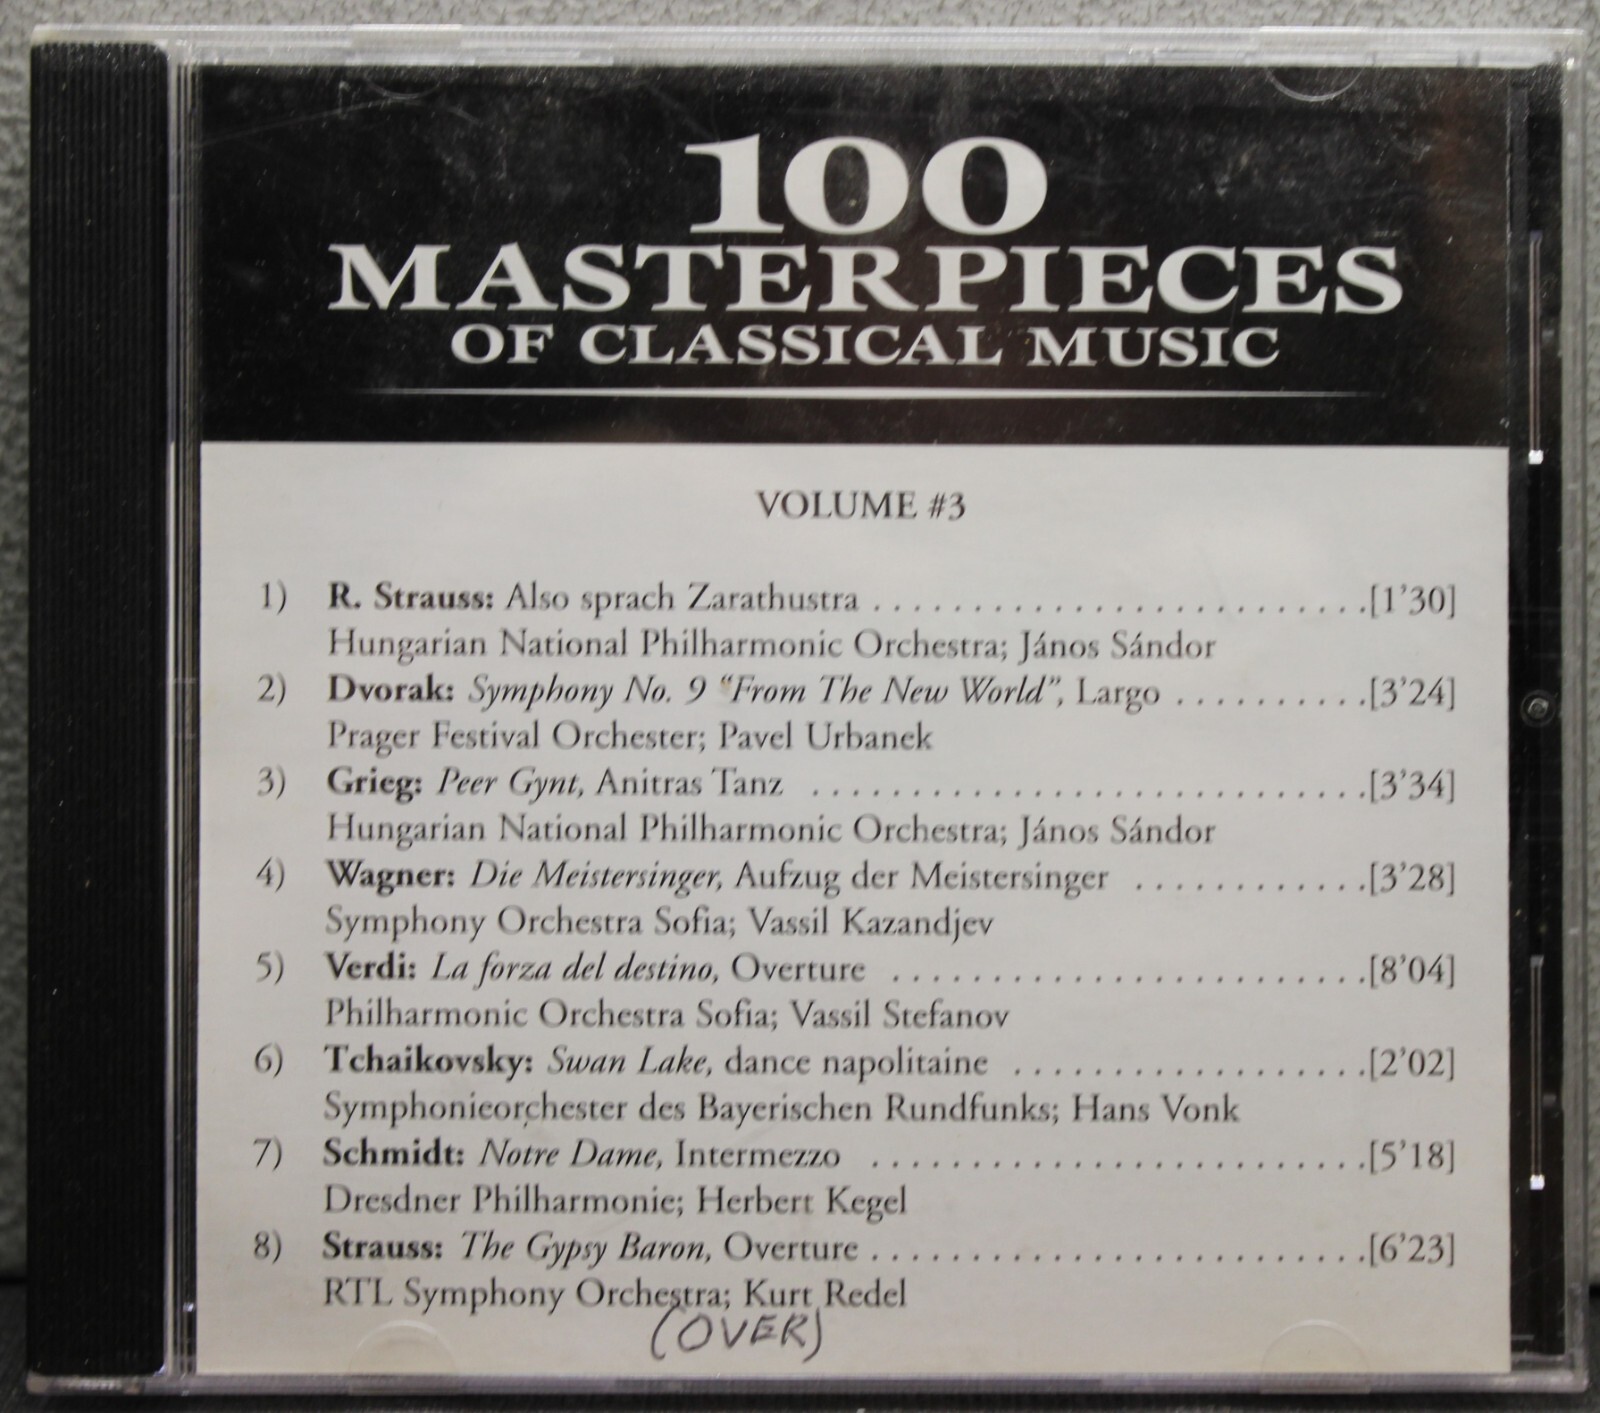 100
MASTERPIECES
OF CLASSICAL MUSIC
VOLUME #3
1) R. Strauss: Also sprach Zarathustra . . . . . . . . . . . . . . . . . . . . . . . . .[1’30]
Hungarian National Philharmonic Orchestra; János Sándor
2) Dvorak: Symphony No. 9 “From The New World”, Largo . . . . . . . . . .[3’24]
Prager Festival Orchester; Pavel Urbanek
3) Grieg: Peer Gynt, Anitras Tanz . . . . . . . . . . . . . . . . . . . . . . . . . . . .[3’34]
Hungarian National Philharmonic Orchestra; János Sándor
4) Wagner: Die Meistersinger, Aufzug der Meistersinger . . . . . . . . . . . .[3’28]
Symphony Orchestra Sofia; Vassil Kazandjev
5) Verdi: La forza del destino, Overture . . . . . . . . . . . . . . . . . . . . . . . .[8’04]
Philharmonic Orchestra Sofia; Vassil Stefanov
6) Tchaikovsky: Swan Lake, dance napolitaine . . . . . . . . . . . . . . . . . .[2’02]
Symphonieorchester des Bayerischen Rundfunks; Hans Vonk
7) Schmidt: Notre Dame, Intermezzo . . . . . . . . . . . . . . . . . . . . . . . . .[5’18]
Dresdner Philharmonie; Herbert Kegel
8) Strauss: The Gypsy Baron, Overture . . . . . . . . . . . . . . . . . . . . . . . . .[6’23]
RTL Symphony Orchestra; Kurt Redel
(OVER)